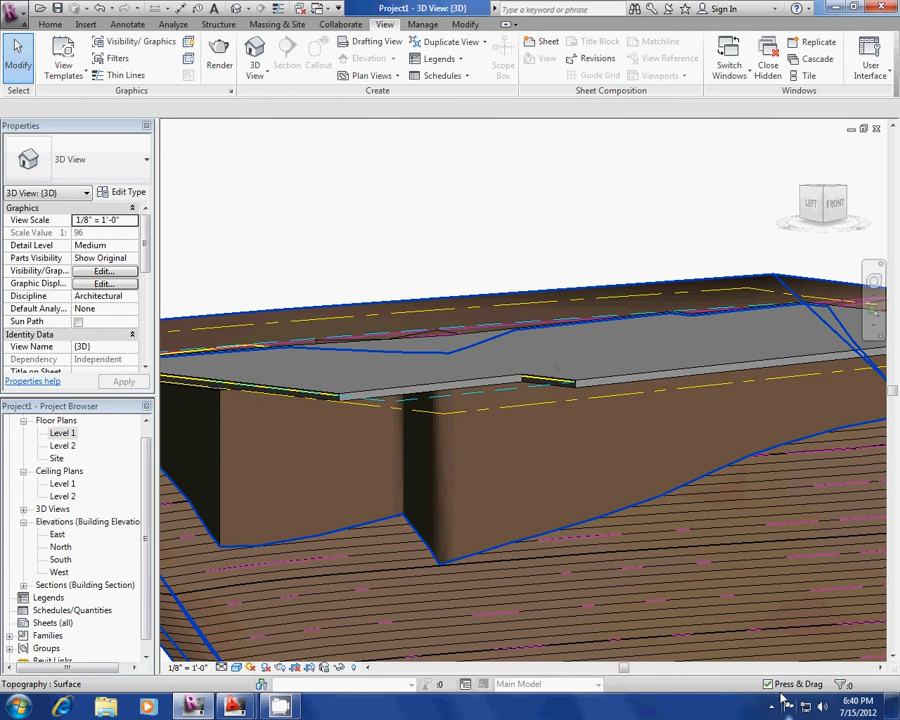 Project1 - 3D View: {3D}
Type a keyword or phrase
Sign In
Home Insert Annotate Analyze Structure Massing & Site Collaborate View Manage Modify
Modify
View Templates
Visibility/ Graphics
Filters
Thin Lines
Render
3D View
Section
Callout
Drafting View
Elevation
Plan Views
Duplicate View
Legends
Schedules
Scope Box
Sheet
View
Title Block
Revisions
Guide Grid
Matchline
View Reference
Viewports
Switch Windows
Close Hidden
Replicate
Cascade
Tile
User Interface
Select Graphics Create Sheet Composition Windows
Properties
3D View
3D View: {3D} Edit Type
Graphics
View Scale 1/8" = 1'-0"
Scale Value 1: 96
Detail Level Medium
Parts Visibility Show Original
Visibility/Grap... Edit...
Graphic Displ... Edit...
Discipline Architectural
Default Analy... None
Sun Path
Identity Data
View Name {3D}
Dependency Independent
Title on Sheet
Properties help Apply
Project1 - Project Browser
Floor Plans
Level 1
Level 2
Site
Ceiling Plans
Level 1
Level 2
3D Views
Elevations (Building Elevatio
East
North
South
West
Sections (Building Section)
Legends
Schedules/Quantities
Sheets (all)
Families
Groups
Revit Links
LEFT FRONT
1/8" = 1'-0"
Topography : Surface
:0
Main Model
Press & Drag
:0
6:40 PM
7/15/2012